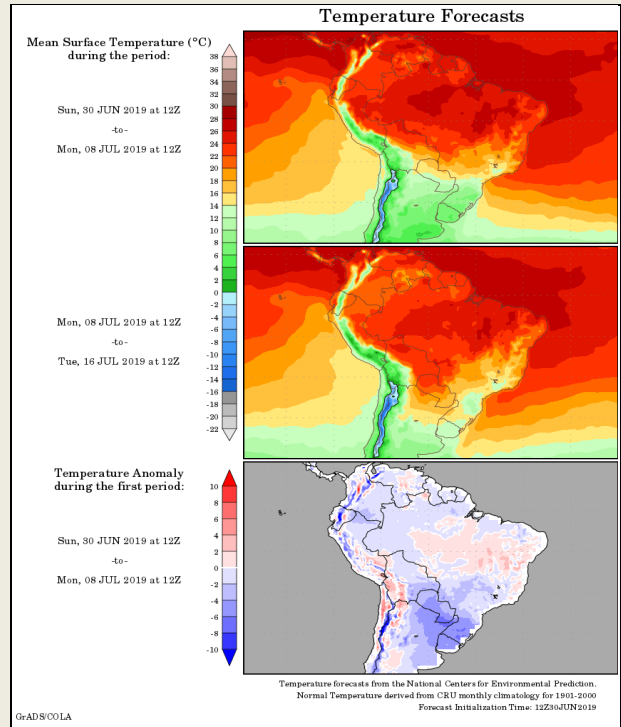 Temperature Forecasts
Mean Surface Temperature (°C)
during the period:
Sun, 30 JUN 2019 at 12Z
-to-
Mon, 08 JUL 2019 at 12Z
38
36
34
32
30
28
26
24
22
20
18
16
14
12
10
8
6
4
2
0
-2
-4
-6
-8
-10
-12
-14
-16
-18
-20
-22
Mon, 08 JUL 2019 at 12Z
-to-
Tue, 16 JUL 2019 at 12Z
Temperature Anomaly
during the first period:
Sun, 30 JUN 2019 at 12Z
-to-
Mon, 08 JUL 2019 at 12Z
10
8
6
4
2
0
-2
-4
-6
-8
-10
Temperature forecasts from the National Centers for Environmental Prediction.
Normal Temperature derived from CRU monthly climatology for 1901-2000
Forecast Initialization Time: 12Z30JUN2019
GrADS/COLA